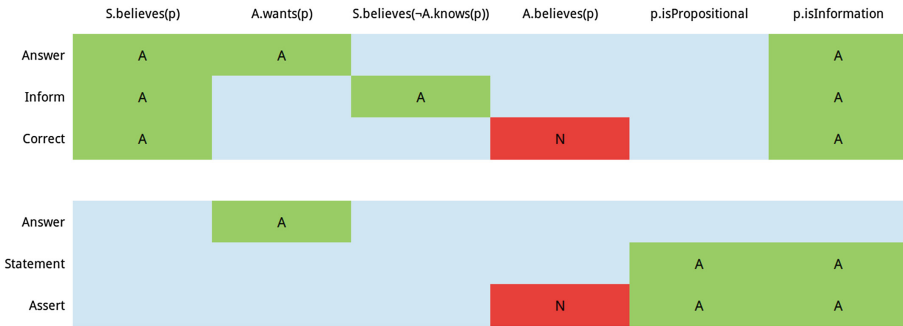 S.believes(p) A.wants(p) S.believes(¬A.knows(p)) A.believes(p) p.isPropositional p.isInformation
Answer A A A
Inform A A A
Correct A N A
Answer A
Statement A A
Assert N A A